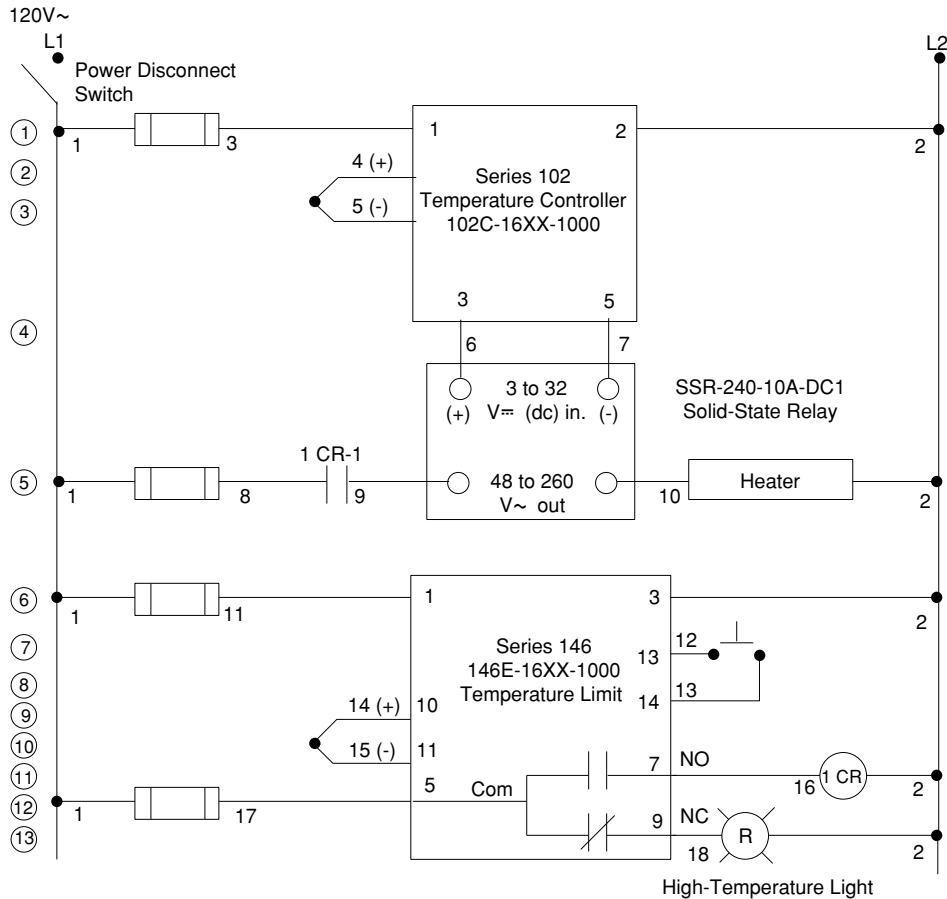 120V~
L1
L2
Power Disconnect
Switch
1
1
3
1
2
2
2
4 (+)
Series 102
3
5 (-)
Temperature Controller
102C-16XX-1000
3
5
4
6
7
3 to 32
SSR-240-10A-DC1
(+)
V⎓ (dc) in.
(-)
Solid-State Relay
1 CR-1
5
1
8
9
48 to 260
V~ out
10
Heater
2
6
1
11
1
3
2
7
Series 146
12
146E-16XX-1000
13
8
Temperature Limit
14
13
9
14 (+)
10
10
15 (-)
11
11
5
Com
7
NO
16
1 CR
2
12
1
17
13
9
NC
18
R
2
High-Temperature Light